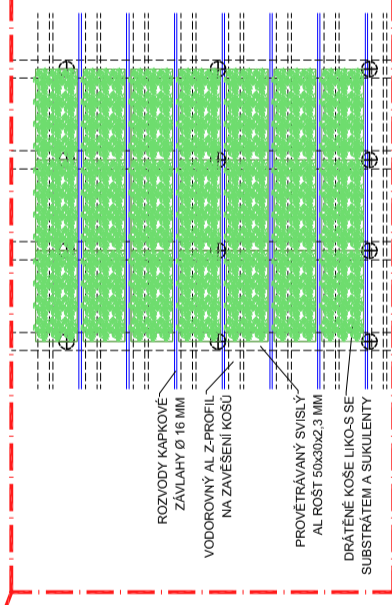 ROZVODY KAPKOVÉ
ZÁVLAHY Ø 16 MM
VODOROVNÝ AL Z-PROFIL
NA ZAVĚŠENÍ KOŠŮ
PROVĚTRÁVANÝ SVISLÝ
AL ROŠT 50x30x2,3 MM
DRÁTĚNÉ KOŠE LIKO-S SE
SUBSTRÁTEM A SUKULENTY